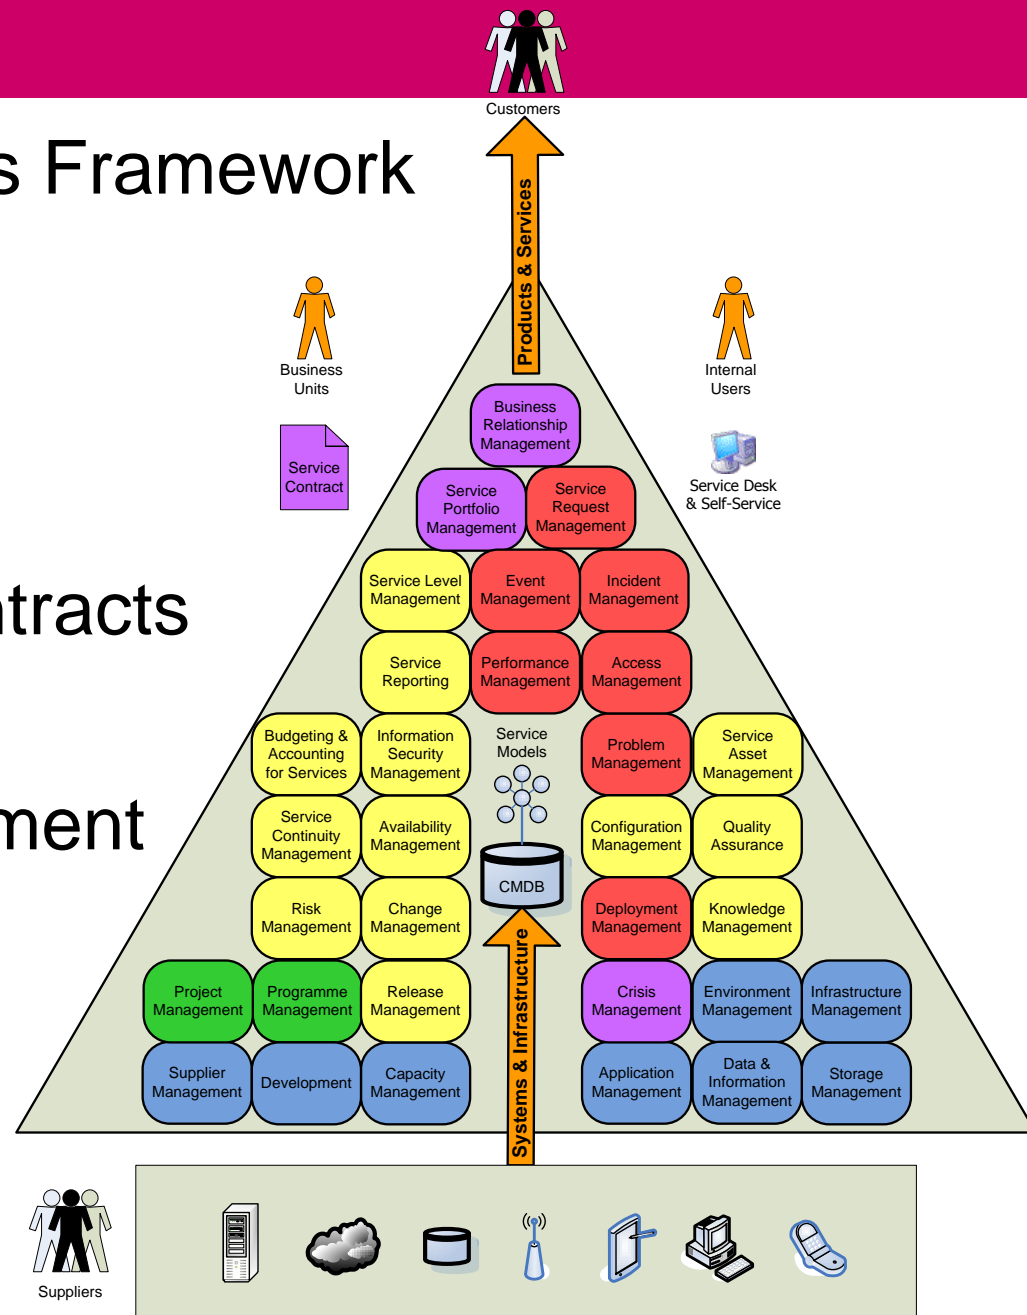 Customers
s Framework
Products & Services
Business
Units
Internal
Users
Service
Contract
Service Desk
& Self-Service
Business
Relationship
Management
Service
Portfolio
Management
Service
Request
Management
ntracts
Service Level
Management
Event
Management
Incident
Management
Service
Reporting
Performance
Management
Access
Management
Budgeting &
Accounting
for Services
Information
Security
Management
Service
Models
Problem
Management
Service
Asset
Management
ment
Service
Continuity
Management
Availability
Management
CMDB
Configuration
Management
Quality
Assurance
Risk
Management
Change
Management
Deployment
Management
Knowledge
Management
Systems & Infrastructure
Project
Management
Programme
Management
Release
Management
Crisis
Management
Environment
Management
Infrastructure
Management
Supplier
Management
Development
Capacity
Management
Application
Management
Data &
Information
Management
Storage
Management
Suppliers